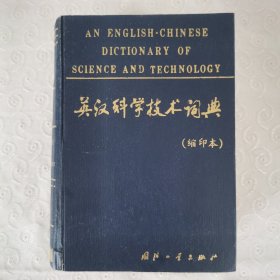 AN ENGLISH-CHINESE
DICTIONARY OF
SCIENCE AND TECHNOLOGY
英汉科学技术词典
(缩印本)
国防工业出版社